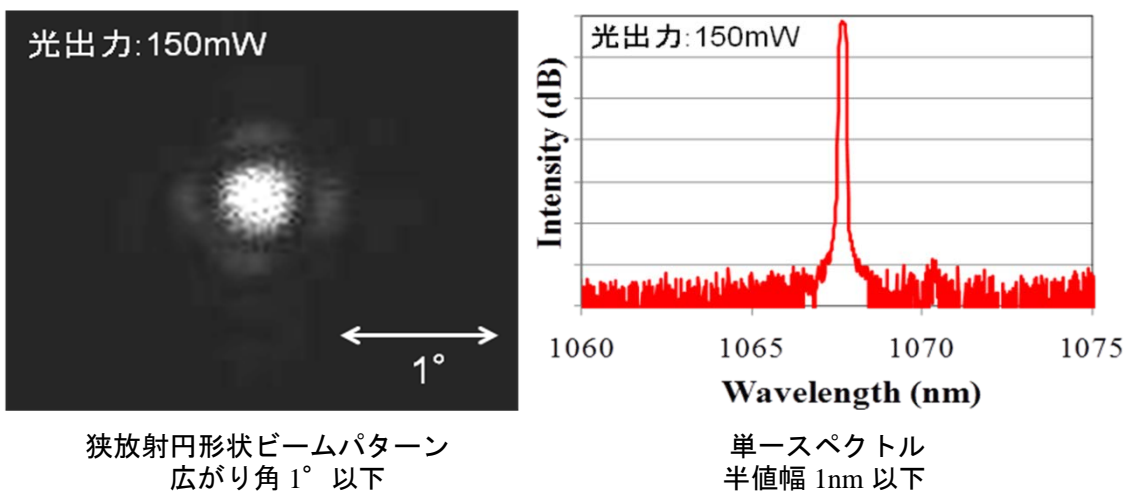 光出力:150mW
1°
狭放射円形状ビームパターン
広がり角 1° 以下
光出力:150mW
Intensity (dB)
1060 1065 1070 1075
Wavelength (nm)
単一スペクトル
半値幅 1nm 以下